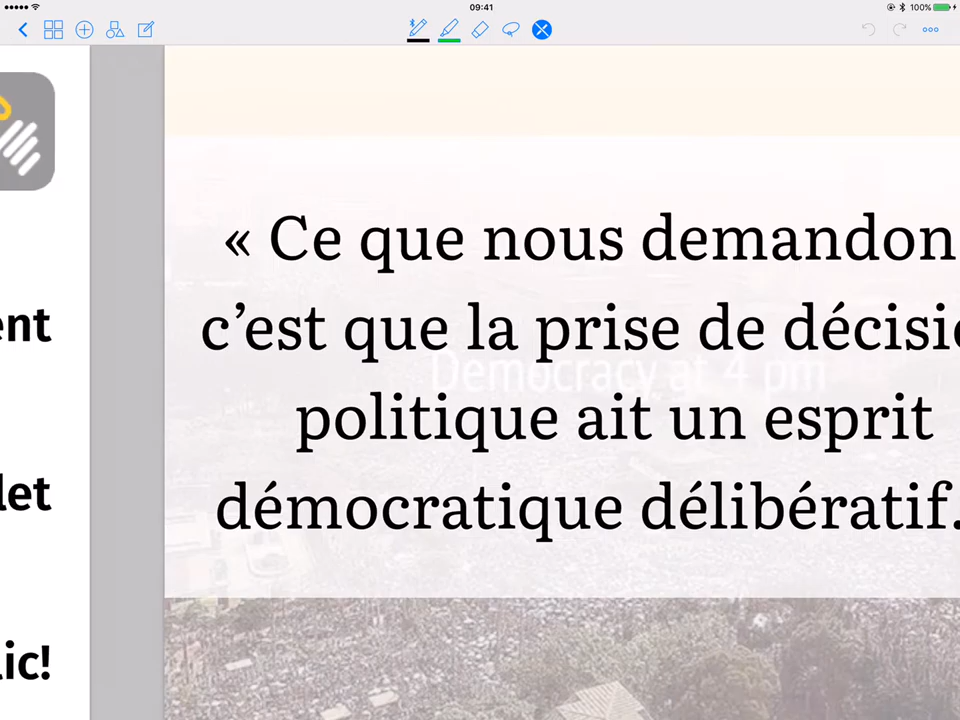 09:41
100%
ent
let
lic!
« Ce que nous demandon
c’est que la prise de décisi
Democracy at 4 pm
politique ait un esprit
démocratique délibératif.